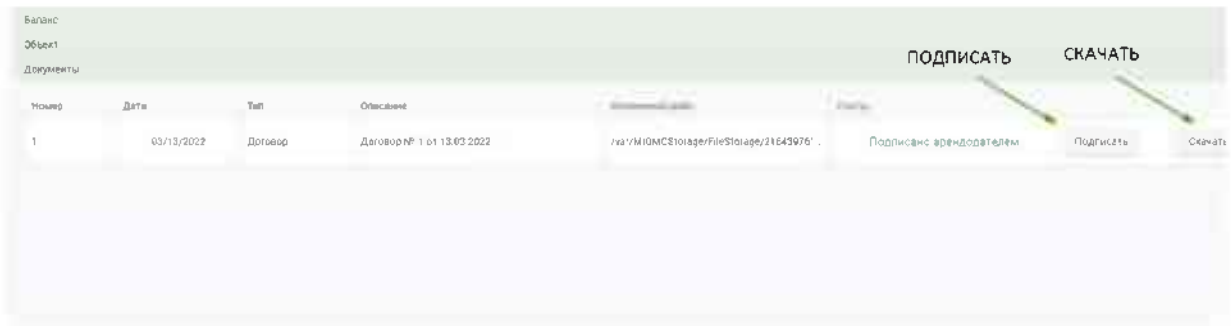 Баланс
Объект
Документы
ПОДПИСАТЬ
СКАЧАТЬ
Номер Дата Тип Описание
1 03/13/2022 Договор Договор № 1 от 13.03.2022 Подписано арендодателем Подписать Скачать